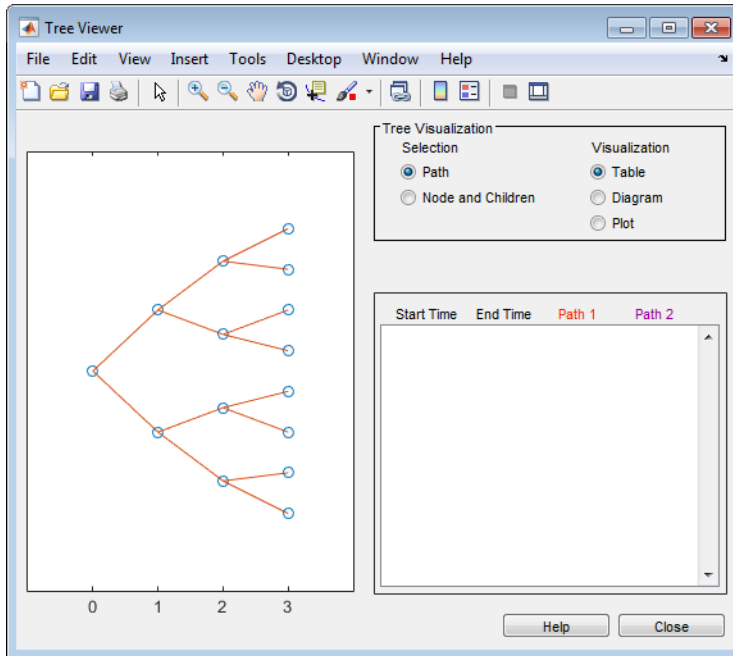 Tree Viewer
File Edit View Insert Tools Desktop Window Help
Tree Visualization
Selection Visualization
Path Table
Node and Children Diagram
Plot
Start Time End Time Path 1 Path 2
0 1 2 3
Help Close